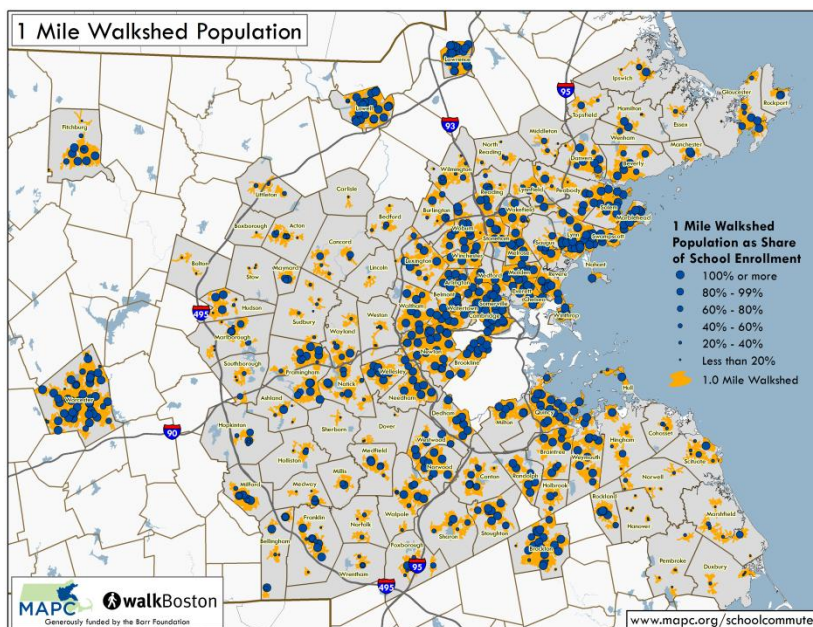 1 Mile Walkshed Population
Lawrence
95
Ipswich
Gloucester
Rockport
Lowell
93
Topsfield
Hamilton
Essex
Fitchburg
Middleton
Wenham
Manchester
North
Reading
Danvers
Beverly
Wilmington
Reading
Lynnfield
Peabody
Littleton
Carlisle
Burlington
Wakefield
Salem
Marblehead
Boxborough
Acton
Bedford
Woburn
Stoneham
Saugus
Lynn
Swampscott
Concord
Lexington
Winchester
Melrose
Nahant
Bolton
Stow
Maynard
Lincoln
Arlington
Medford
Malden
Revere
Everett
Chelsea
Belmont
Somerville
Winthrop
Hudson
Waltham
Watertown
Cambridge
495
Sudbury
Weston
Marlborough
Wayland
Newton
Brookline
Southborough
Framingham
Natick
Wellesley
Needham
Worcester
Ashland
Hull
90
Hopkinton
Sherborn
Dover
Dedham
Milton
Quincy
Westwood
Hingham
Cohasset
Holliston
Medfield
Norwood
Braintree
Weymouth
Scituate
Milford
Medway
Millis
Canton
Randolph
Holbrook
Norwell
Franklin
Norfolk
Walpole
Rockland
Hanover
Marshfield
Bellingham
Wrentham
Foxborough
Sharon
Stoughton
Brockton
Pembroke
Duxbury
95
495
1 Mile Walkshed
Population as Share
of School Enrollment
100% or more
80% - 99%
60% - 80%
40% - 60%
20% - 40%
Less than 20%
1.0 Mile Walkshed
MAPC
walkBoston
Generously funded by the Barr Foundation
www.mapc.org/schoolcommute